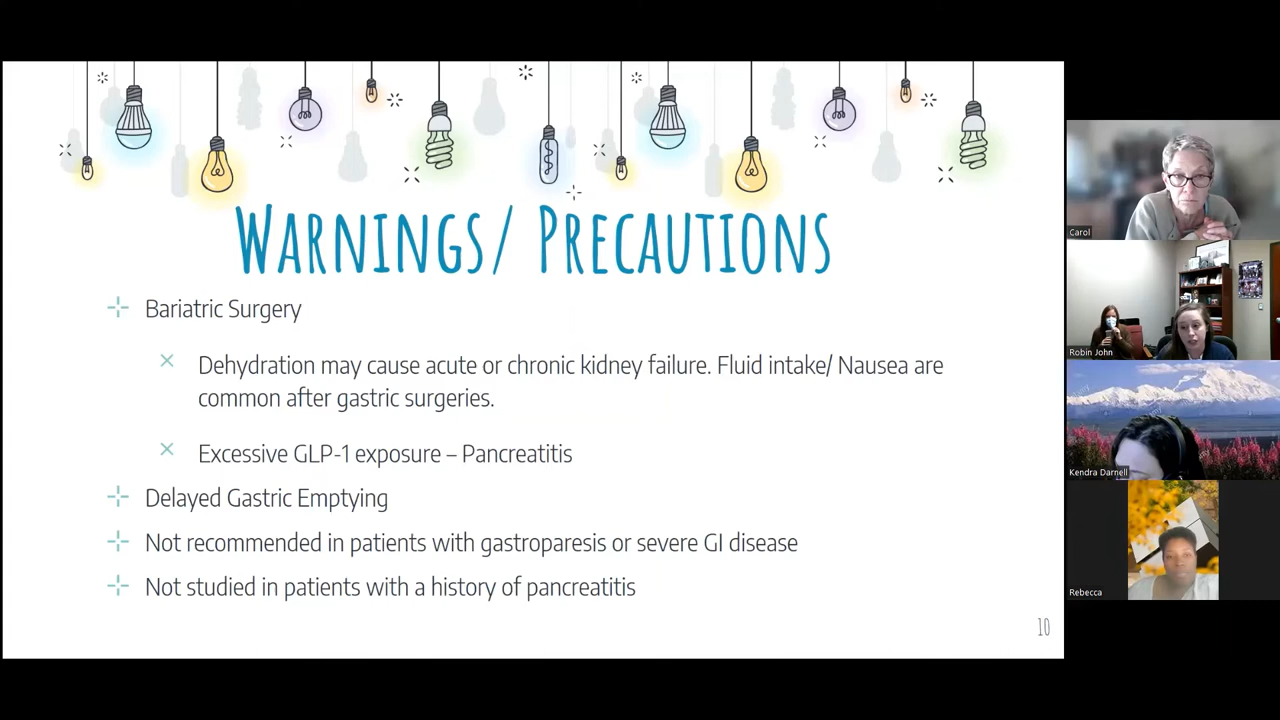 Warnings/ Precautions
Bariatric Surgery
Dehydration may cause acute or chronic kidney failure. Fluid intake/ Nausea are
common after gastric surgeries.
Excessive GLP-1 exposure – Pancreatitis
Delayed Gastric Emptying
Not recommended in patients with gastroparesis or severe GI disease
Not studied in patients with a history of pancreatitis
10
Carol
Robin John
Kendra Darnell
Rebecca